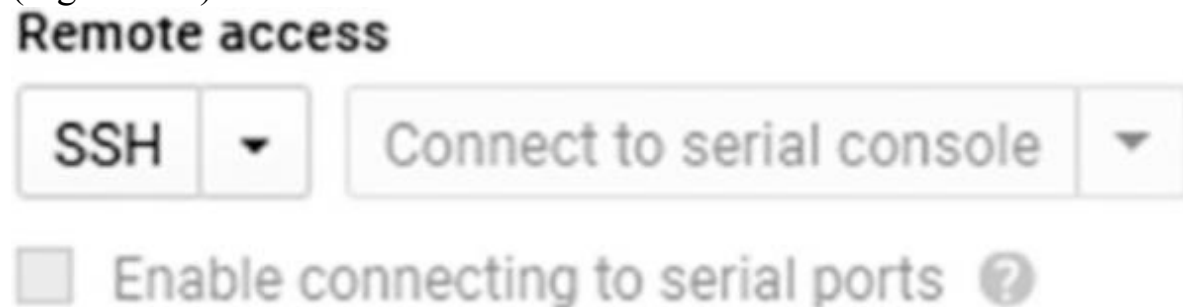 Remote access
SSH Connect to serial console
Enable connecting to serial ports ?